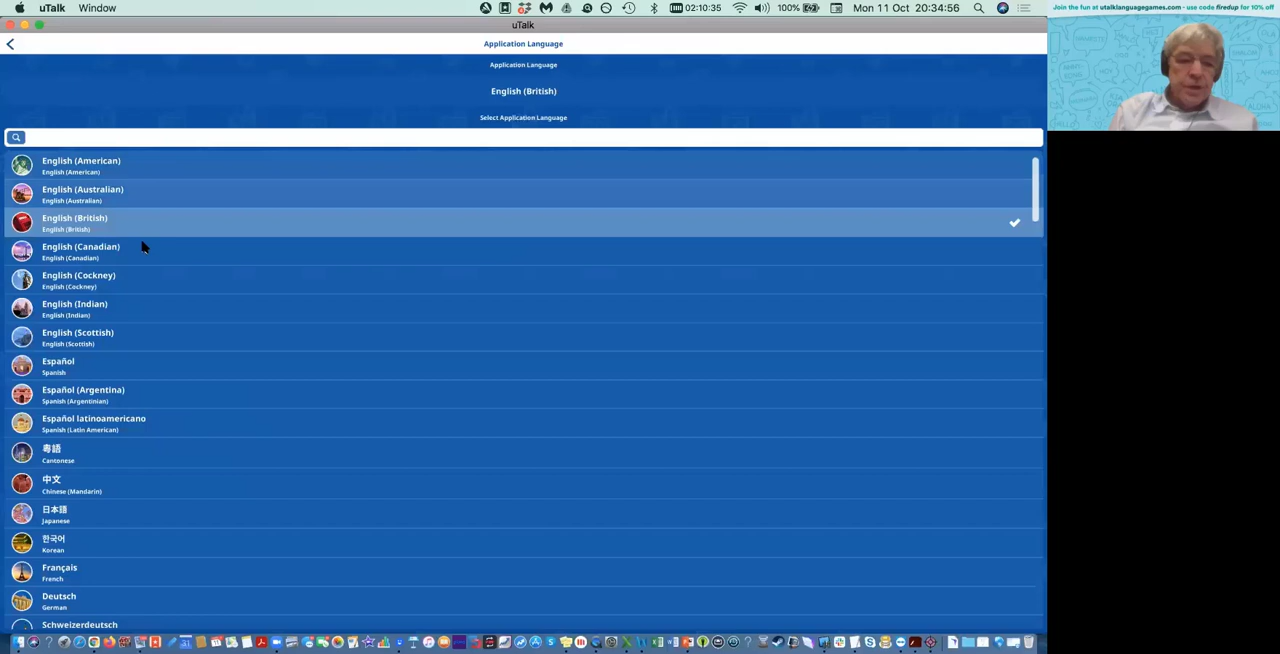 uTalk Window 02:10:35 100% Mon 11 Oct 20:34:56
uTalk
Join the fun at utalklanguagegames.com - use code firedup for 10% off
Application Language
Application Language
English (British)
Select Application Language
English (American)
English (American)
English (Australian)
English (Australian)
English (British)
English (British)
English (Canadian)
English (Canadian)
English (Cockney)
English (Cockney)
English (Indian)
English (Indian)
English (Scottish)
English (Scottish)
Español
Spanish
Español (Argentina)
Spanish (Argentinian)
Español latinoamericano
Spanish (Latin American)
粵語
Cantonese
中文
Chinese (Mandarin)
日本語
Japanese
한국어
Korean
Français
French
Deutsch
German
Schweizerdeutsch